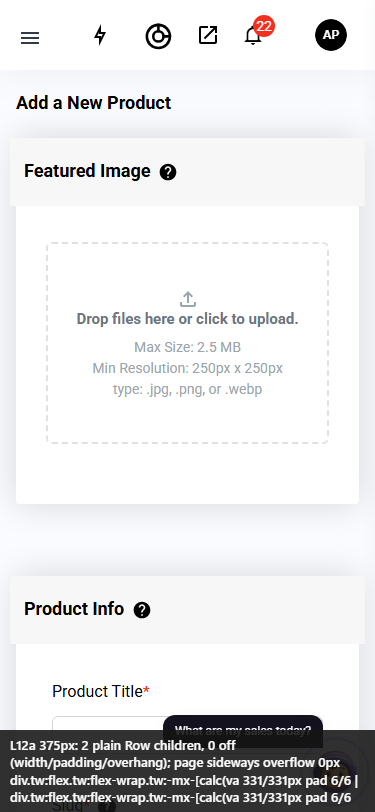 22
AP
Add a New Product
Featured Image ?
Drop files here or click to upload.
Max Size: 2.5 MB
Min Resolution: 250px x 250px
type: .jpg, .png, or .webp
Product Info ?
Product Title*
What are my sales today?
L12a 375px: 2 plain Row children, 0 off
(width/padding/overhang); page sideways overflow 0px
div.tw:flex.tw:flex-wrap.tw:-mx-[calc(va 331/331px pad 6/6 |
div.tw:flex.tw:flex-wrap.tw:-mx-[calc(va 331/331px pad 6/6
Slug* ?